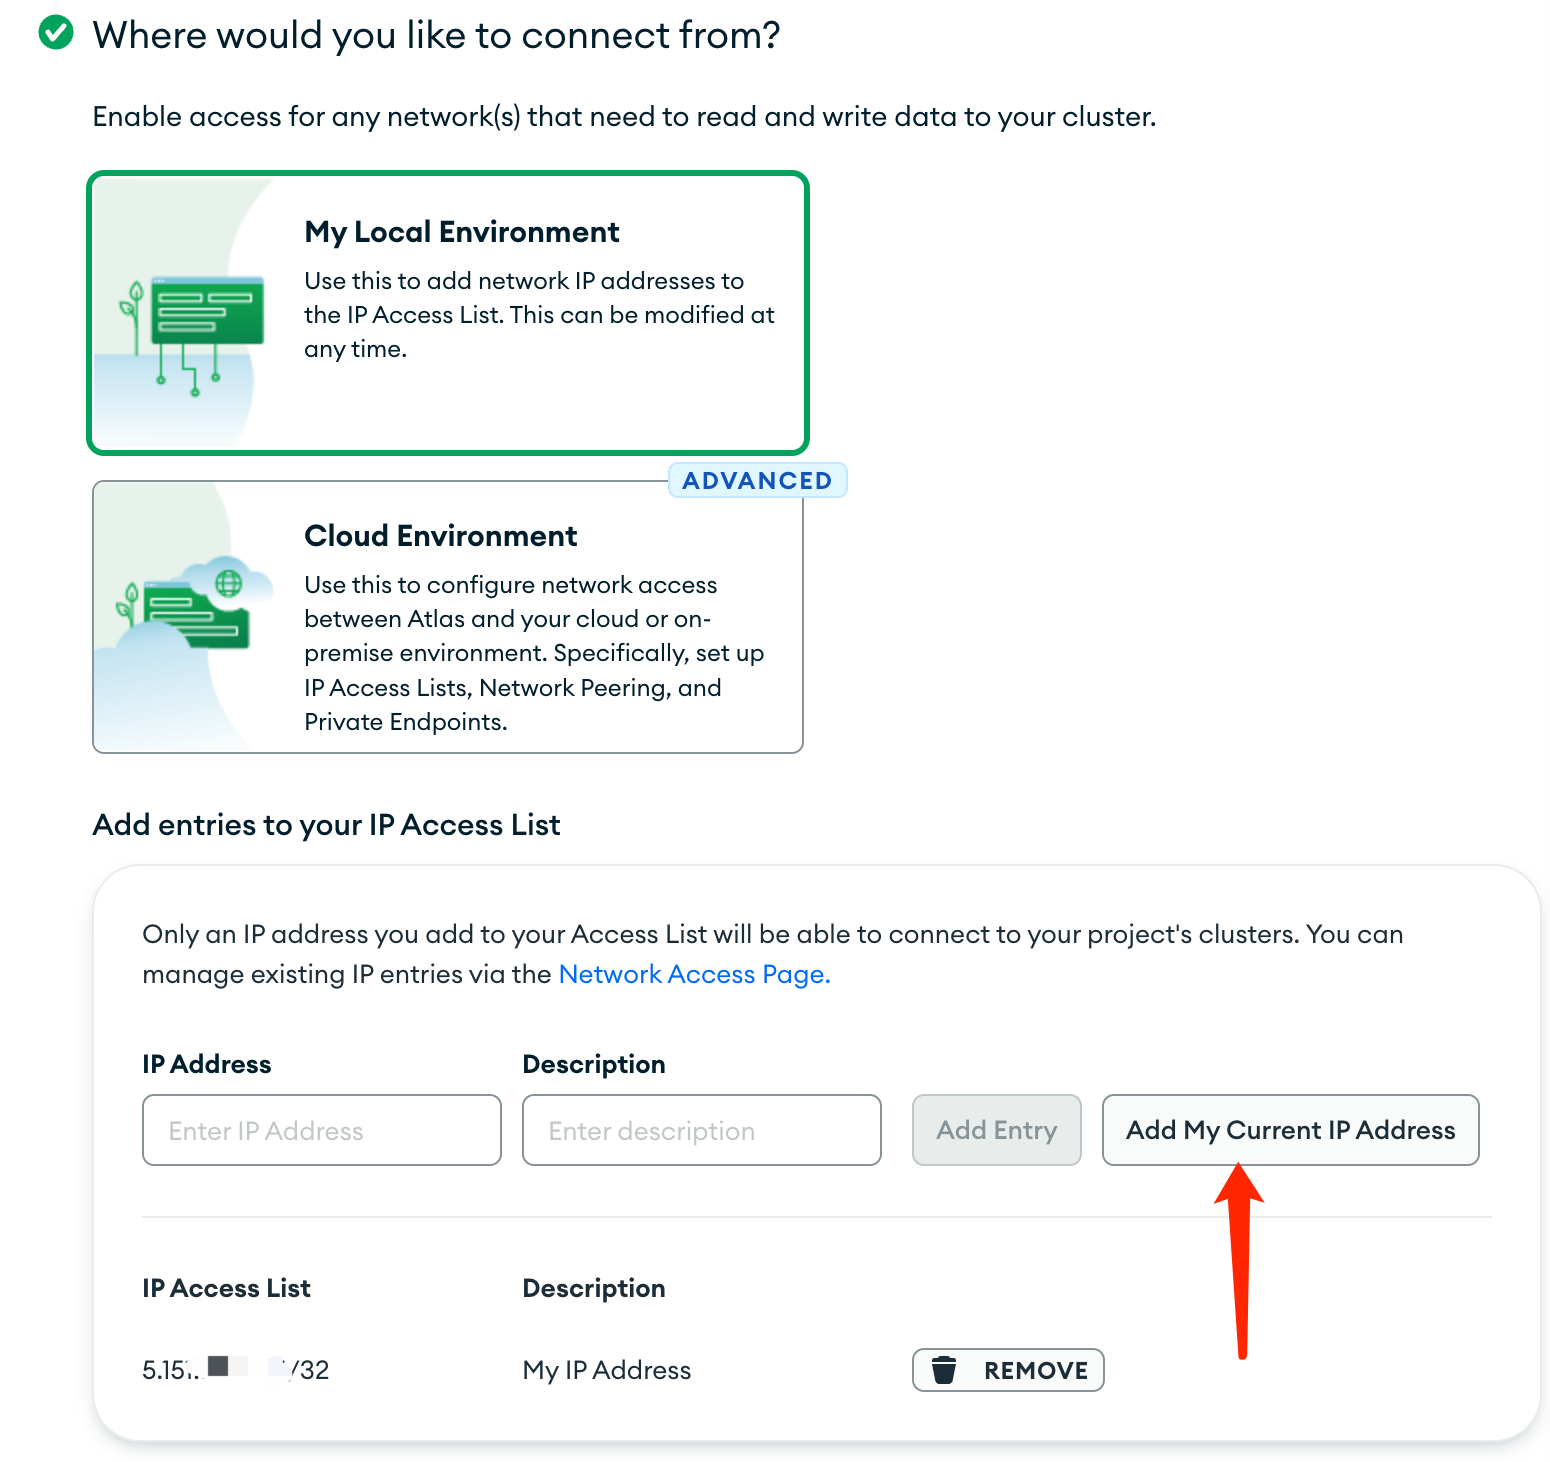 Where would you like to connect from?
Enable access for any network(s) that need to read and write data to your cluster.
My Local Environment
Use this to add network IP addresses to
the IP Access List. This can be modified at
any time.
ADVANCED
Cloud Environment
Use this to configure network access
between Atlas and your cloud or on-
premise environment. Specifically, set up
IP Access Lists, Network Peering, and
Private Endpoints.
Add entries to your IP Access List
Only an IP address you add to your Access List will be able to connect to your project's clusters. You can
manage existing IP entries via the Network Access Page.
IP Address Description
Enter IP Address Enter description Add Entry Add My Current IP Address
IP Access List Description
/32 My IP Address REMOVE